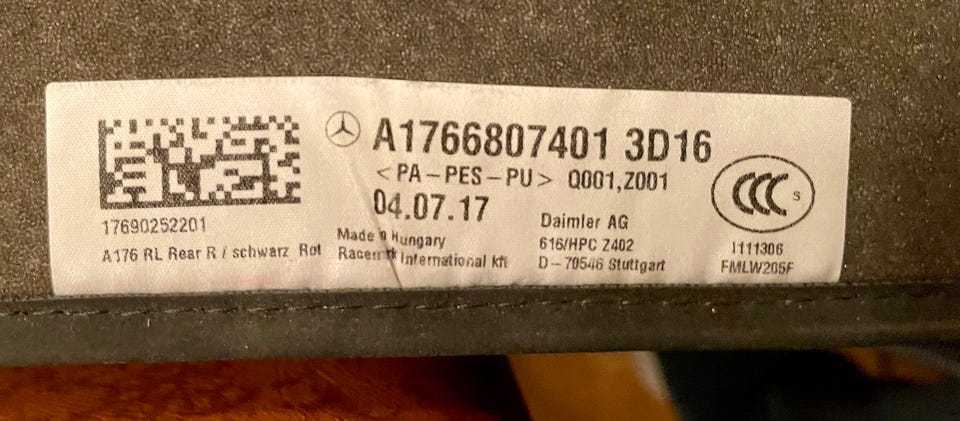 A1766807401 3D16
<PA-PES-PU> Q001,Z001
04.07.17
17690252201
A176 RL Rear R / schwarz Rot
Made Hungary
International kft
Daimler AG
616/HPC Z402
D-70546 Stuttgart
CCC S
I111306
FMLW205F